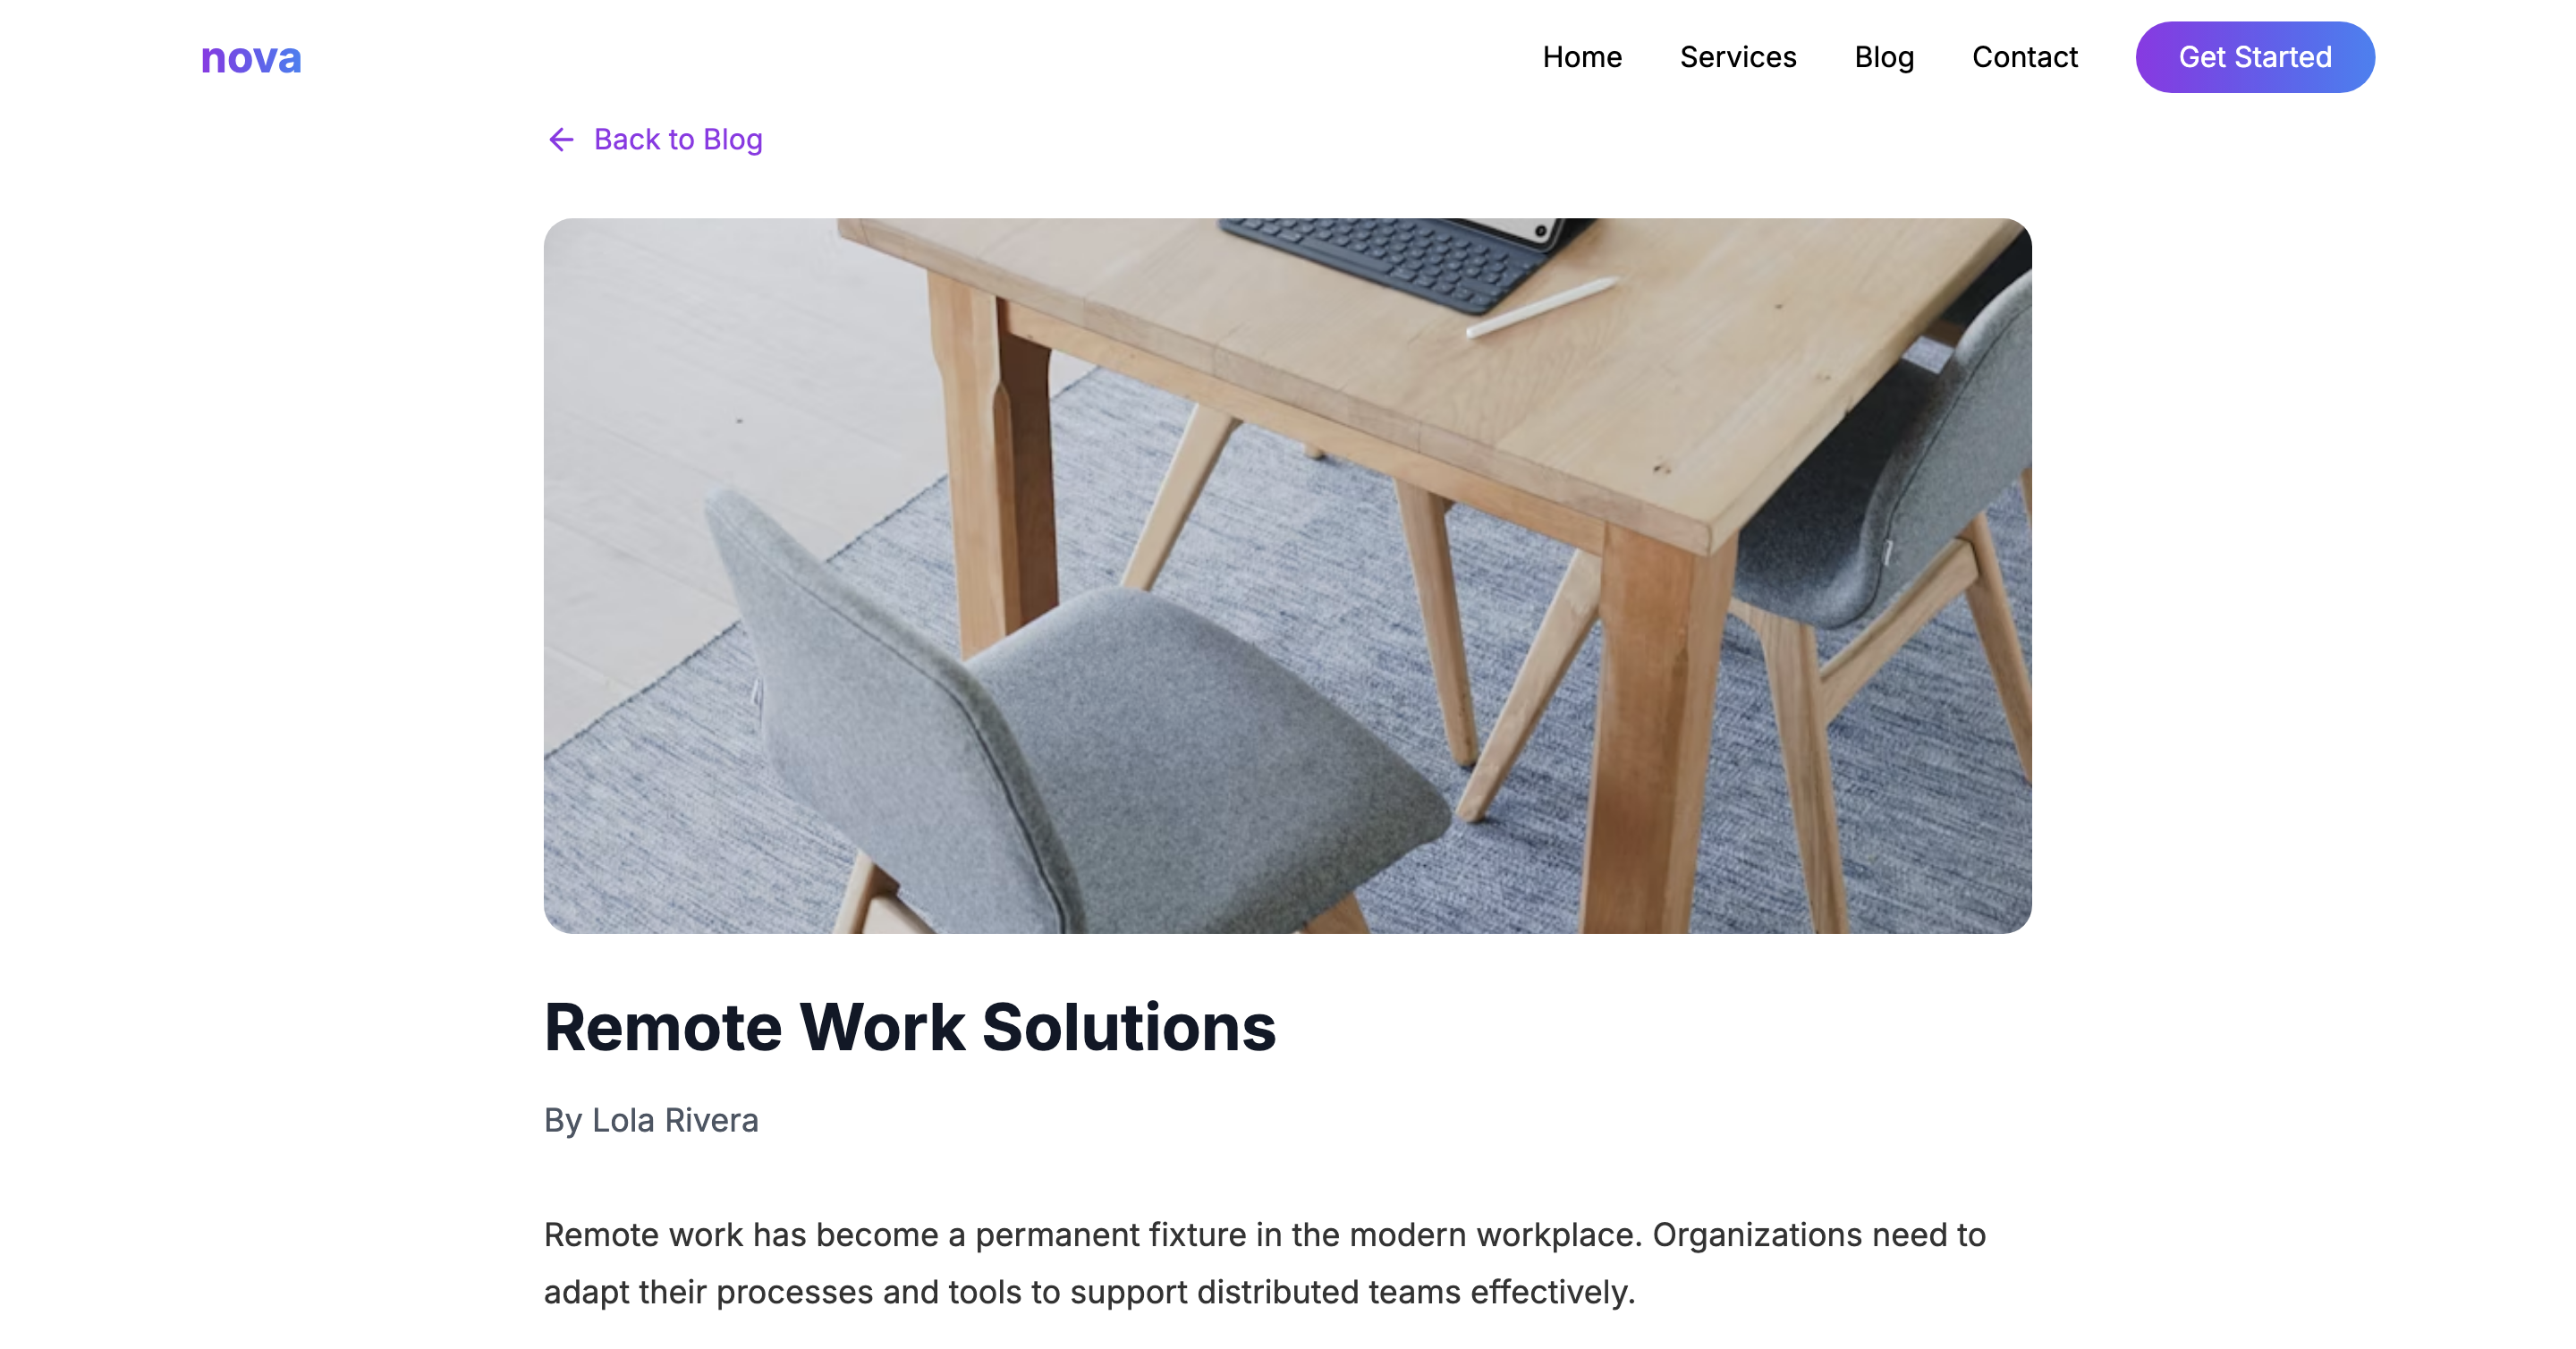 nova
Home
Services
Blog
Contact
Get Started
Back to Blog
Remote Work Solutions
By Lola Rivera
Remote work has become a permanent fixture in the modern workplace. Organizations need to
adapt their processes and tools to support distributed teams effectively.